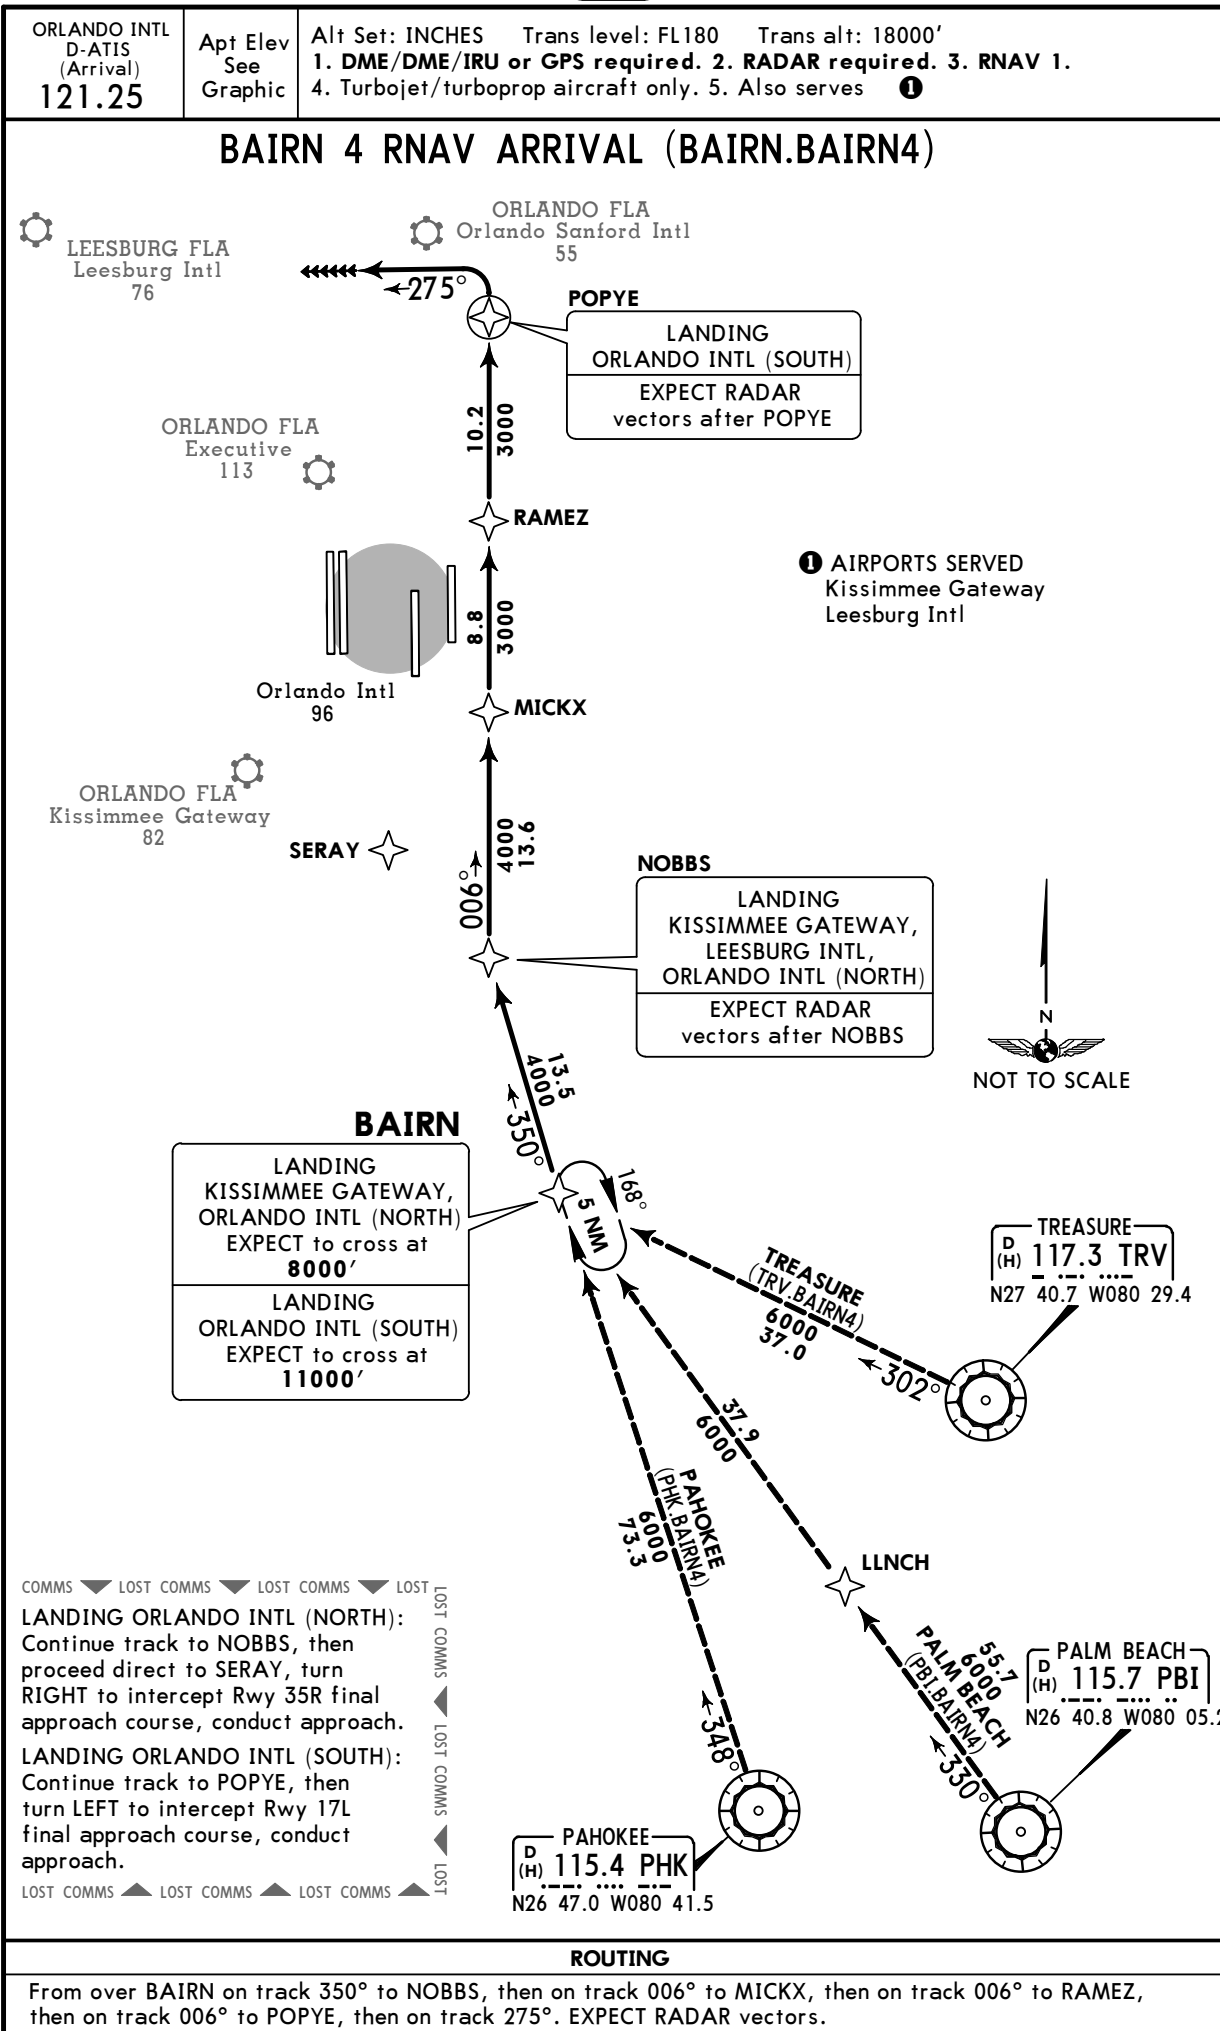 ORLANDO INTL
D-ATIS
(Arrival)
121.25
Apt Elev
See
Graphic
Alt Set: INCHES Trans level: FL180 Trans alt: 18000'
1. DME/DME/IRU or GPS required. 2. RADAR required. 3. RNAV 1.
4. Turbojet/turboprop aircraft only. 5. Also serves ❶
BAIRN 4 RNAV ARRIVAL (BAIRN.BAIRN4)
LEESBURG FLA
Leesburg Intl
76
ORLANDO FLA
Orlando Sanford Intl
55
275°
POPYE
LANDING
ORLANDO INTL (SOUTH)
EXPECT RADAR
vectors after POPYE
10.2
3000
ORLANDO FLA
Executive
113
RAMEZ
❶ AIRPORTS SERVED
Kissimmee Gateway
Leesburg Intl
8.8
3000
Orlando Intl
96
MICKX
ORLANDO FLA
Kissimmee Gateway
82
SERAY
4000
13.6
006°
NOBBS
LANDING
KISSIMMEE GATEWAY,
LEESBURG INTL,
ORLANDO INTL (NORTH)
EXPECT RADAR
vectors after NOBBS
N
NOT TO SCALE
13.5
4000
350°
BAIRN
LANDING
KISSIMMEE GATEWAY,
ORLANDO INTL (NORTH)
EXPECT to cross at
8000'
LANDING
ORLANDO INTL (SOUTH)
EXPECT to cross at
11000'
168°
5 NM
TREASURE
(TRV.BAIRN4)
6000
37.0
302°
TREASURE
D
(H) 117.3 TRV
N27 40.7 W080 29.4
37.9
6000
PAHOKEE
(PHK.BAIRN4)
6000
73.3
348°
LLNCH
55.7
6000
PALM BEACH
(PBI.BAIRN4)
330°
PALM BEACH
D
(H) 115.7 PBI
N26 40.8 W080 05.2
PAHOKEE
D
(H) 115.4 PHK
N26 47.0 W080 41.5
COMMS LOST COMMS LOST COMMS LOST
LOST COMMS LOST COMMS LOST
LANDING ORLANDO INTL (NORTH):
Continue track to NOBBS, then
proceed direct to SERAY, turn
RIGHT to intercept Rwy 35R final
approach course, conduct approach.
LANDING ORLANDO INTL (SOUTH):
Continue track to POPYE, then
turn LEFT to intercept Rwy 17L
final approach course, conduct
approach.
LOST COMMS LOST COMMS LOST COMMS
ROUTING
From over BAIRN on track 350° to NOBBS, then on track 006° to MICKX, then on track 006° to RAMEZ,
then on track 006° to POPYE, then on track 275°. EXPECT RADAR vectors.